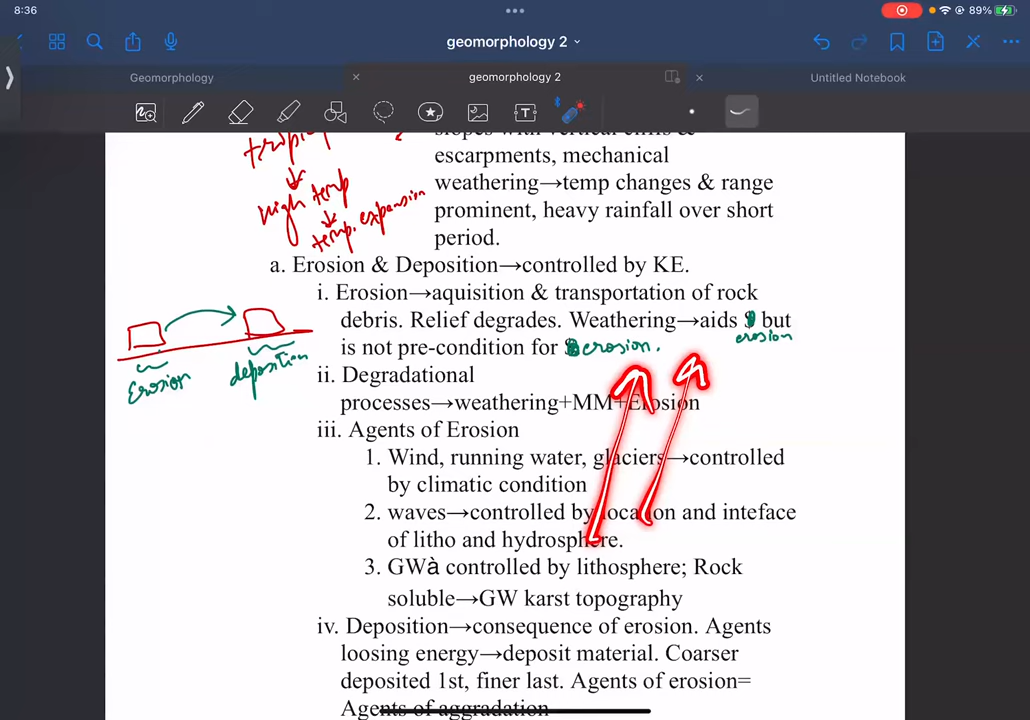 8:36
89%
geomorphology 2
Geomorphology
geomorphology 2
Untitled Notebook
slopes with vertical cliffs &
escarpments, mechanical
weathering→temp changes & range
prominent, heavy rainfall over short
period.
high temp
temp. expansion
a. Erosion & Deposition→controlled by KE.
i. Erosion→aquisition & transportation of rock
debris. Relief degrades. Weathering→aids but
erosion
is not pre-condition for erosion.
Erosion
deposition
ii. Degradational
processes→weathering+MM+Erosion
iii. Agents of Erosion
1. Wind, running water, glaciers→controlled
by climatic condition
2. waves→controlled by location and inteface
of litho and hydrosphere.
3. GWà controlled by lithosphere; Rock
soluble→GW karst topography
iv. Deposition→consequence of erosion. Agents
loosing energy→deposit material. Coarser
deposited 1st, finer last. Agents of erosion=
Agents of aggradation